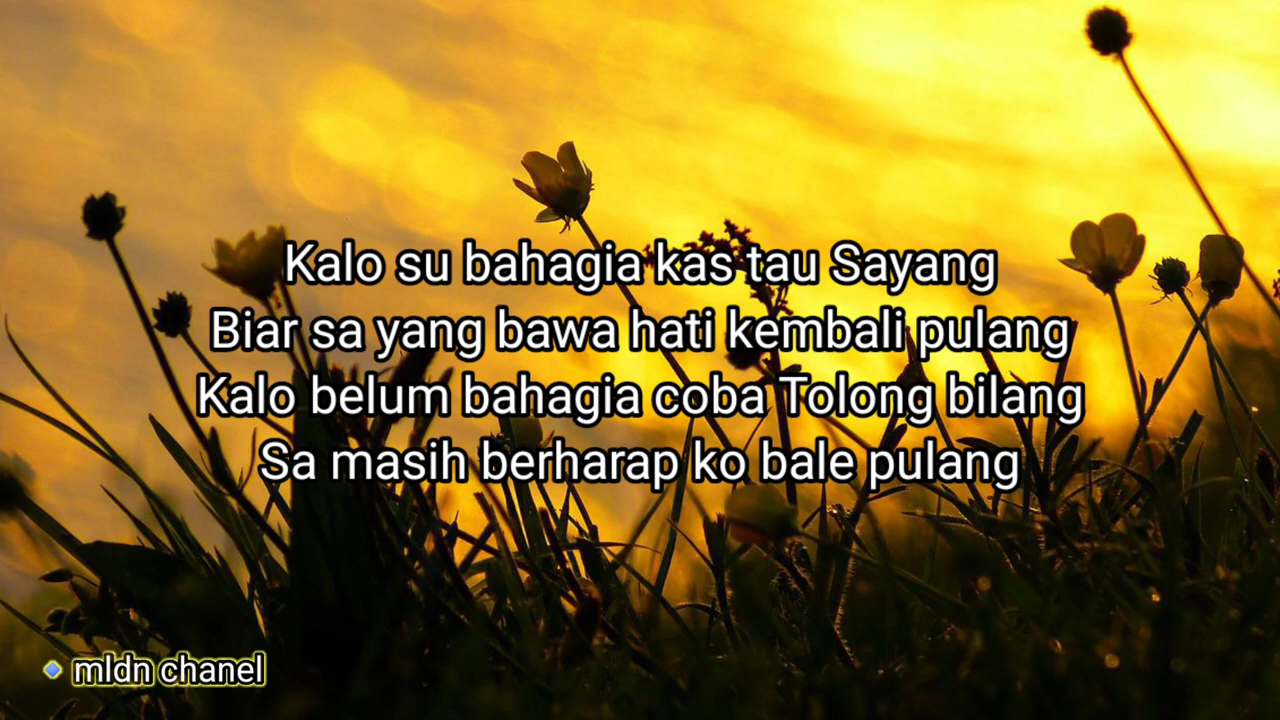 Kalo su bahagia kas tau Sayang
Biar sa yang bawa hati kembali pulang
Kalo belum bahagia coba Tolong bilang
Sa masih berharap ko bale pulang
mldn chanel